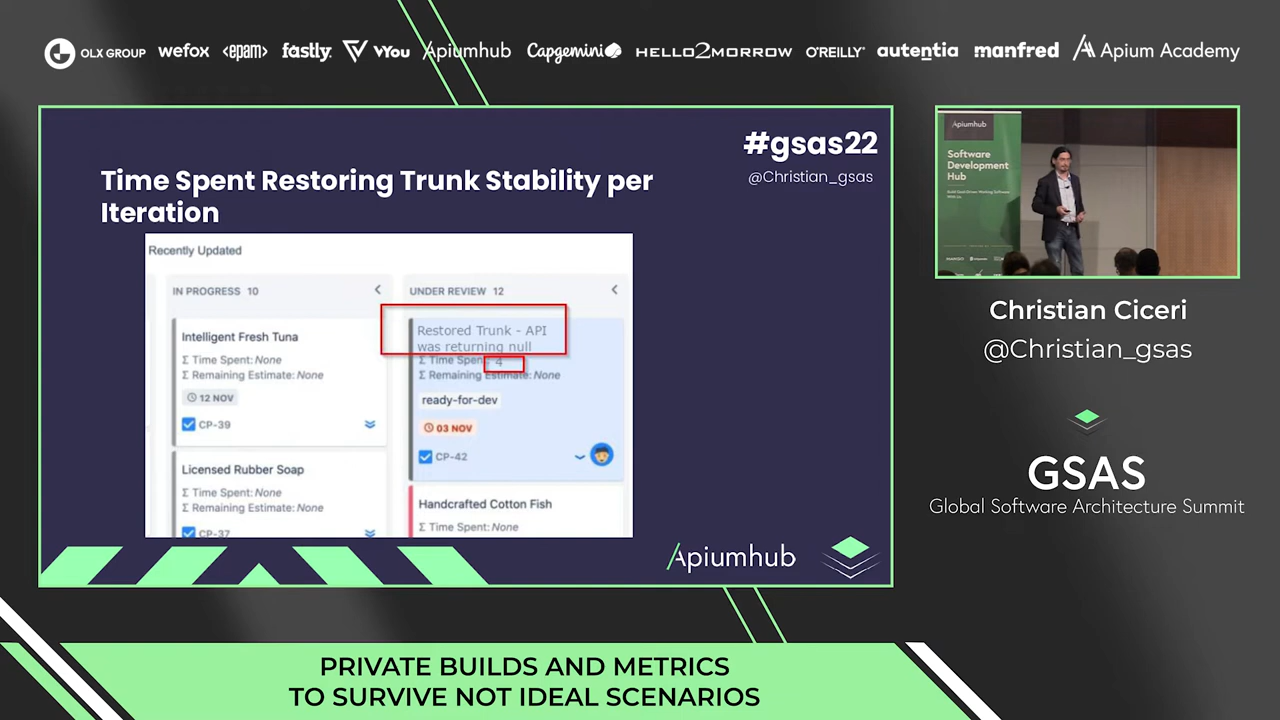 OLX GROUP wefox <epam> fastly. VYou Apiumhub Capgemini HELLO2MORROW O'REILLY® autentia manfred Apium Academy
#gsas22
@Christian_gsas
Time Spent Restoring Trunk Stability per
Iteration
Recently Updated
IN PROGRESS 10
Intelligent Fresh Tuna
Σ Time Spent: None
Σ Remaining Estimate: None
12 NOV
CP-39
Licensed Rubber Soap
Σ Time Spent: None
Σ Remaining Estimate: None
CP-37
UNDER REVIEW 12
Restored Trunk - API
was returning null
Σ Time Spent: 4
Σ Remaining Estimate: None
ready-for-dev
03 NOV
CP-42
Handcrafted Cotton Fish
Σ Time Spent: None
Apiumhub
Apiumhub
Software
Development
Hub
Christian Ciceri
@Christian_gsas
GSAS
Global Software Architecture Summit
PRIVATE BUILDS AND METRICS
TO SURVIVE NOT IDEAL SCENARIOS